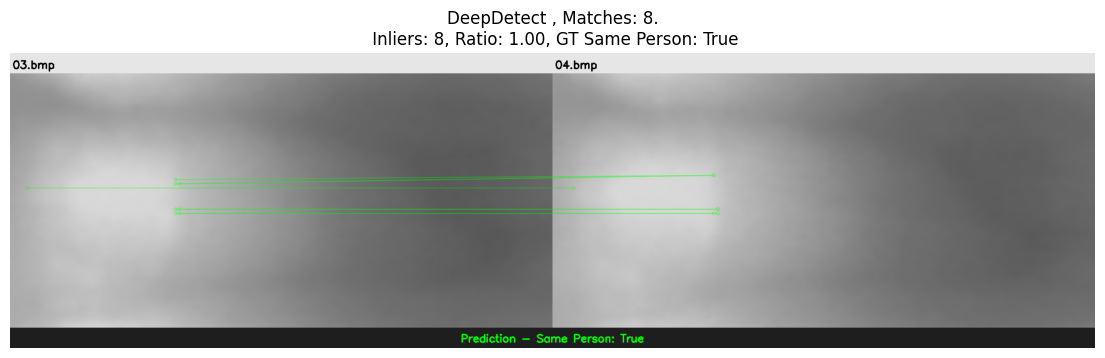 DeepDetect , Matches: 8.
Inliers: 8, Ratio: 1.00, GT Same Person: True
03.bmp
04.bmp
Prediction - Same Person: True